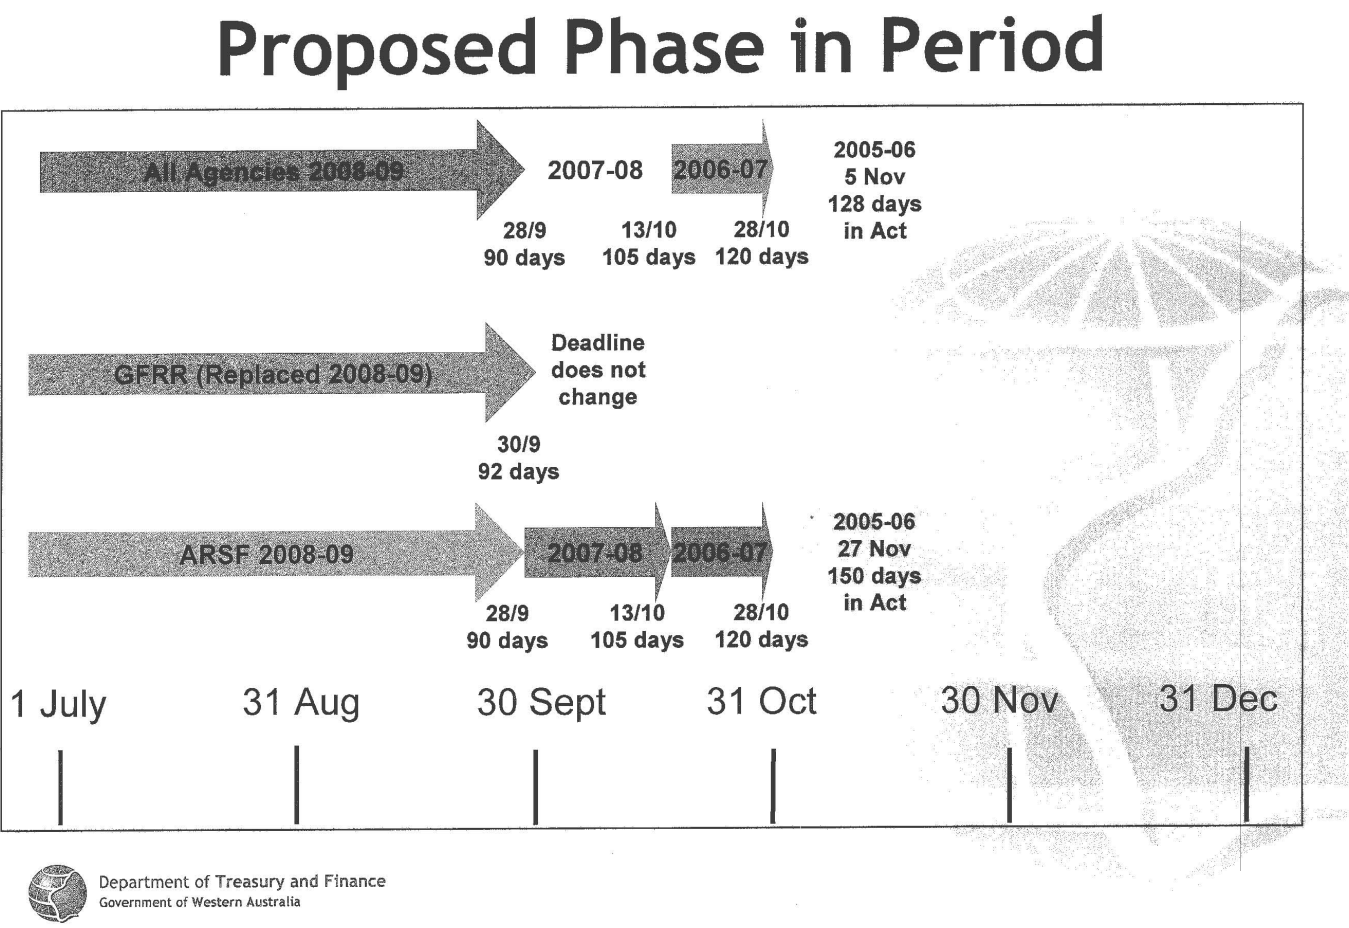 Proposed Phase in Period
All Agencies 2008-09
2007-08
2006-07
2005-06
5 Nov
128 days
in Act
28/9
90 days
13/10
105 days
28/10
120 days
GFRR (Replaced 2008-09)
Deadline
does not
change
30/9
92 days
ARSF 2008-09
2007-08
2006-07
2005-06
27 Nov
150 days
in Act
28/9
90 days
13/10
105 days
28/10
120 days
1 July
31 Aug
30 Sept
31 Oct
30 Nov
31 Dec
Department of Treasury and Finance
Government of Western Australia